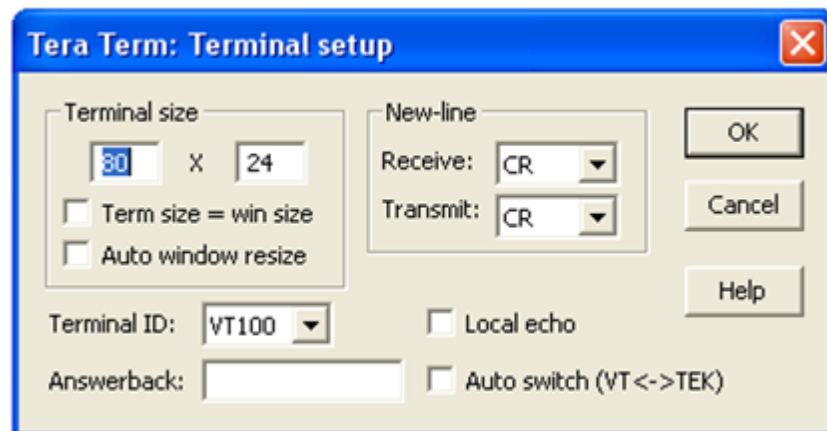 Tera Term: Terminal setup
Terminal size
80 X 24
Term size = win size
Auto window resize
New-line
Receive: CR
Transmit: CR
OK
Cancel
Help
Terminal ID: VT100
Local echo
Answerback:
Auto switch (VT<->TEK)